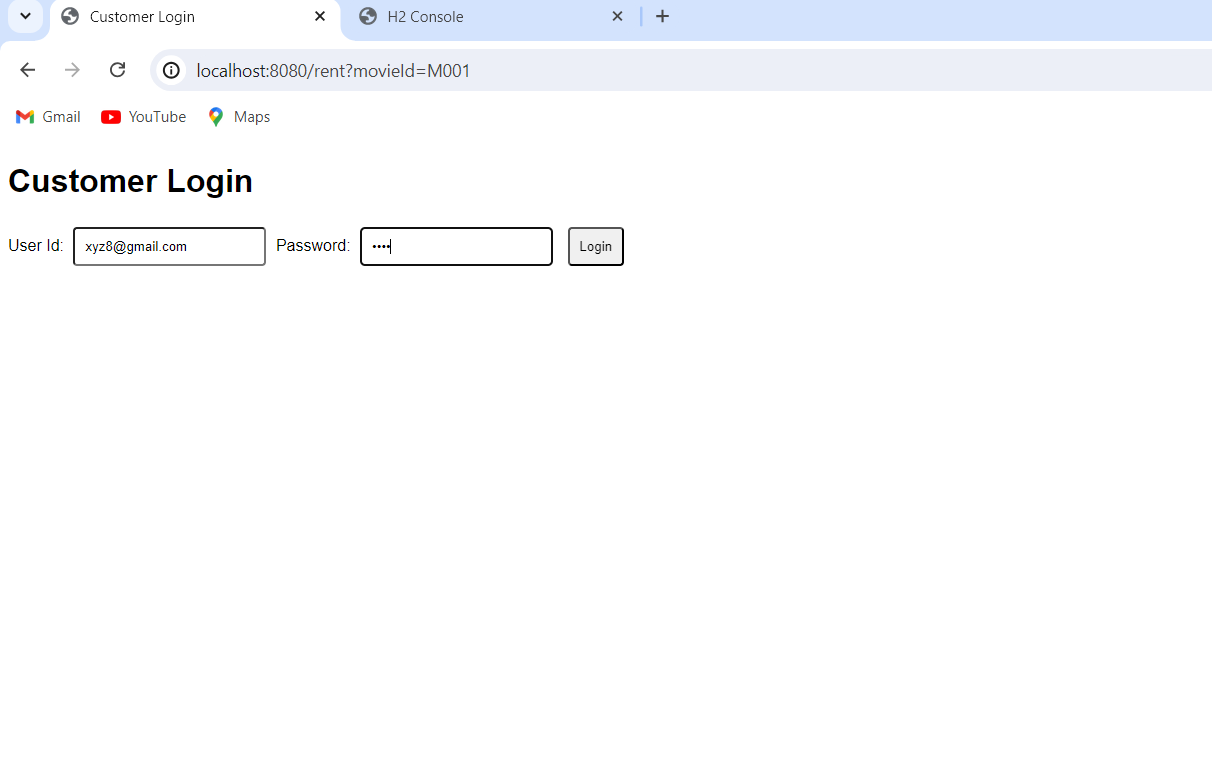 Customer Login
H2 Console
localhost:8080/rent?movieId=M001
Gmail YouTube Maps
Customer Login
User Id: xyz8@gmail.com Password: •••• Login